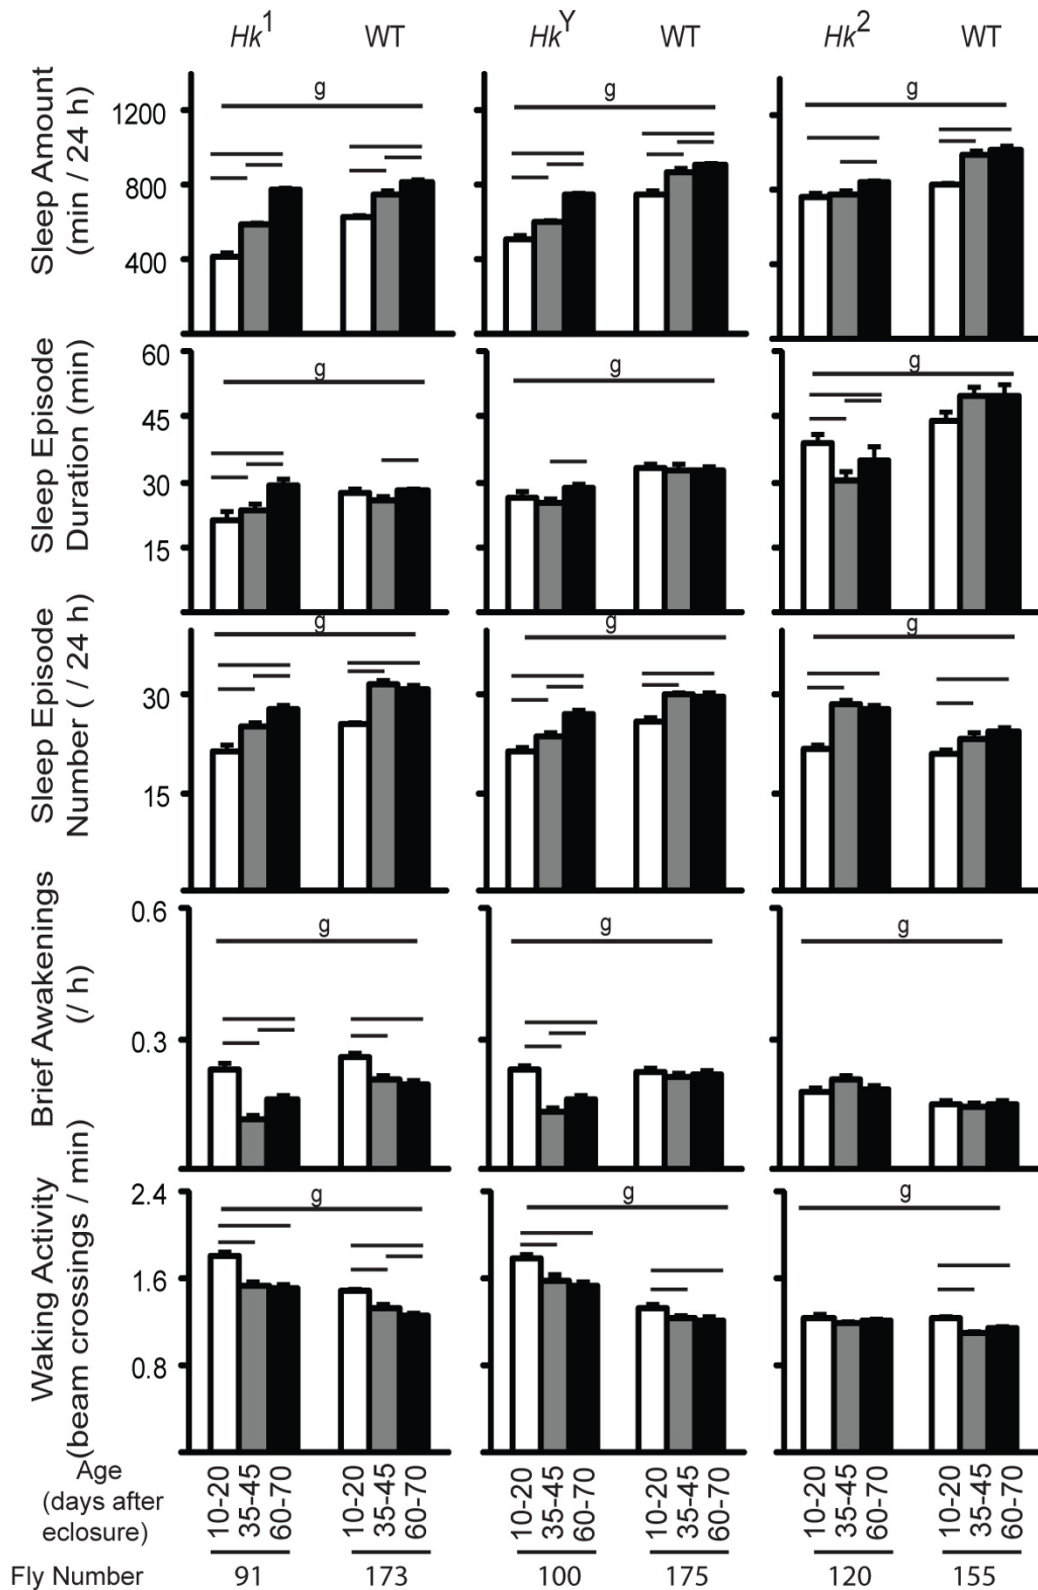 Hk1 WT HkY WT Hk2 WT
Sleep Amount
(min / 24 h)
1200
800
400
g g g
Sleep Episode
Duration (min)
60
45
30
15
g g g
Sleep Episode
Number ( / 24 h)
30
15
g g g
Brief Awakenings
(/ h)
0.6
0.3
g g g
Waking Activity
(beam crossings / min)
2.4
1.6
0.8
g g g
Age
(days after
eclosure)
10-20 35-45 60-70 10-20 35-45 60-70 10-20 35-45 60-70 10-20 35-45 60-70 10-20 35-45 60-70 10-20 35-45 60-70
Fly Number 91 173 100 175 120 155